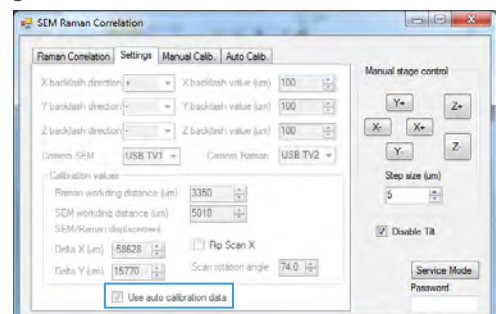 SEM Raman Correlation
Raman Correlation Settings Manual Calib. Auto Calib.
X backlash direction + X backlash value (um) 100
Y backlash direction - Y backlash value (um) 100
Z backlash direction - Z backlash value (um) 100
Camera SEM USB TV1 Camera Raman USB TV2
Calibration values
Raman workding distance (um) 3350
SEM workding distance (um) 5010
SEM/Raman displacement
Delta X (um) -58628 Flip Scan X
Delta Y (um) 15770 Scan rotation angle 74.0
Use auto calibration data
Manual stage control
Y+ Z+
X- X+
Y- Z-
Step size (um)
5
Disable Tilt
Service Mode
Password